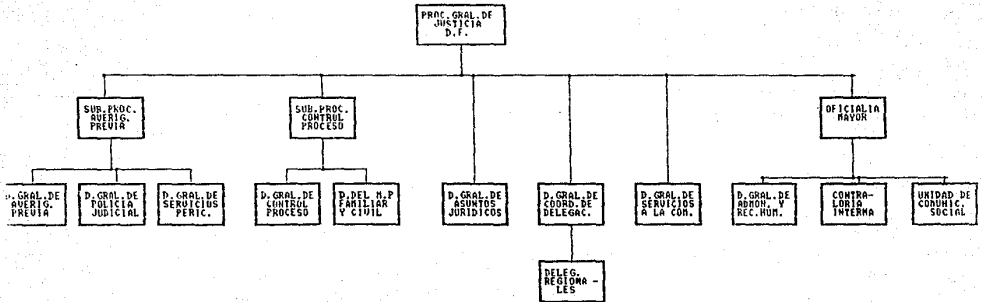 PROC.GRAL.DE
JUSTICIA
D.F.
SUB.PROC.
AVERIG.
PREVIA
SUB.PROC.
CONTROL
PROCESO
OFICIALIA
MAYOR
D.GRAL.DE
AVERIG.
PREVIA
D.GRAL.DE
POLICIA
JUDICIAL
D.GRAL.DE
SERVICIUS
PERIC.
D.GRAL.DE
CONTROL
PROCESO
D.DEL M.P
FAMILIAR
Y CIVIL
D.GRAL.DE
ASUNTOS
JURIDICOS
D.GRAL.DE
COORD.DE
DELEGAC.
D.GRAL.DE
SERVICIOS
A LA COM.
D.GRAL.DE
ADMON. Y
REC.HUM.
CONTRA-
LORIA
INTERNA
UNIDAD DE
COMUNIC.
SOCIAL
DELEG.
REGIONA -
LES